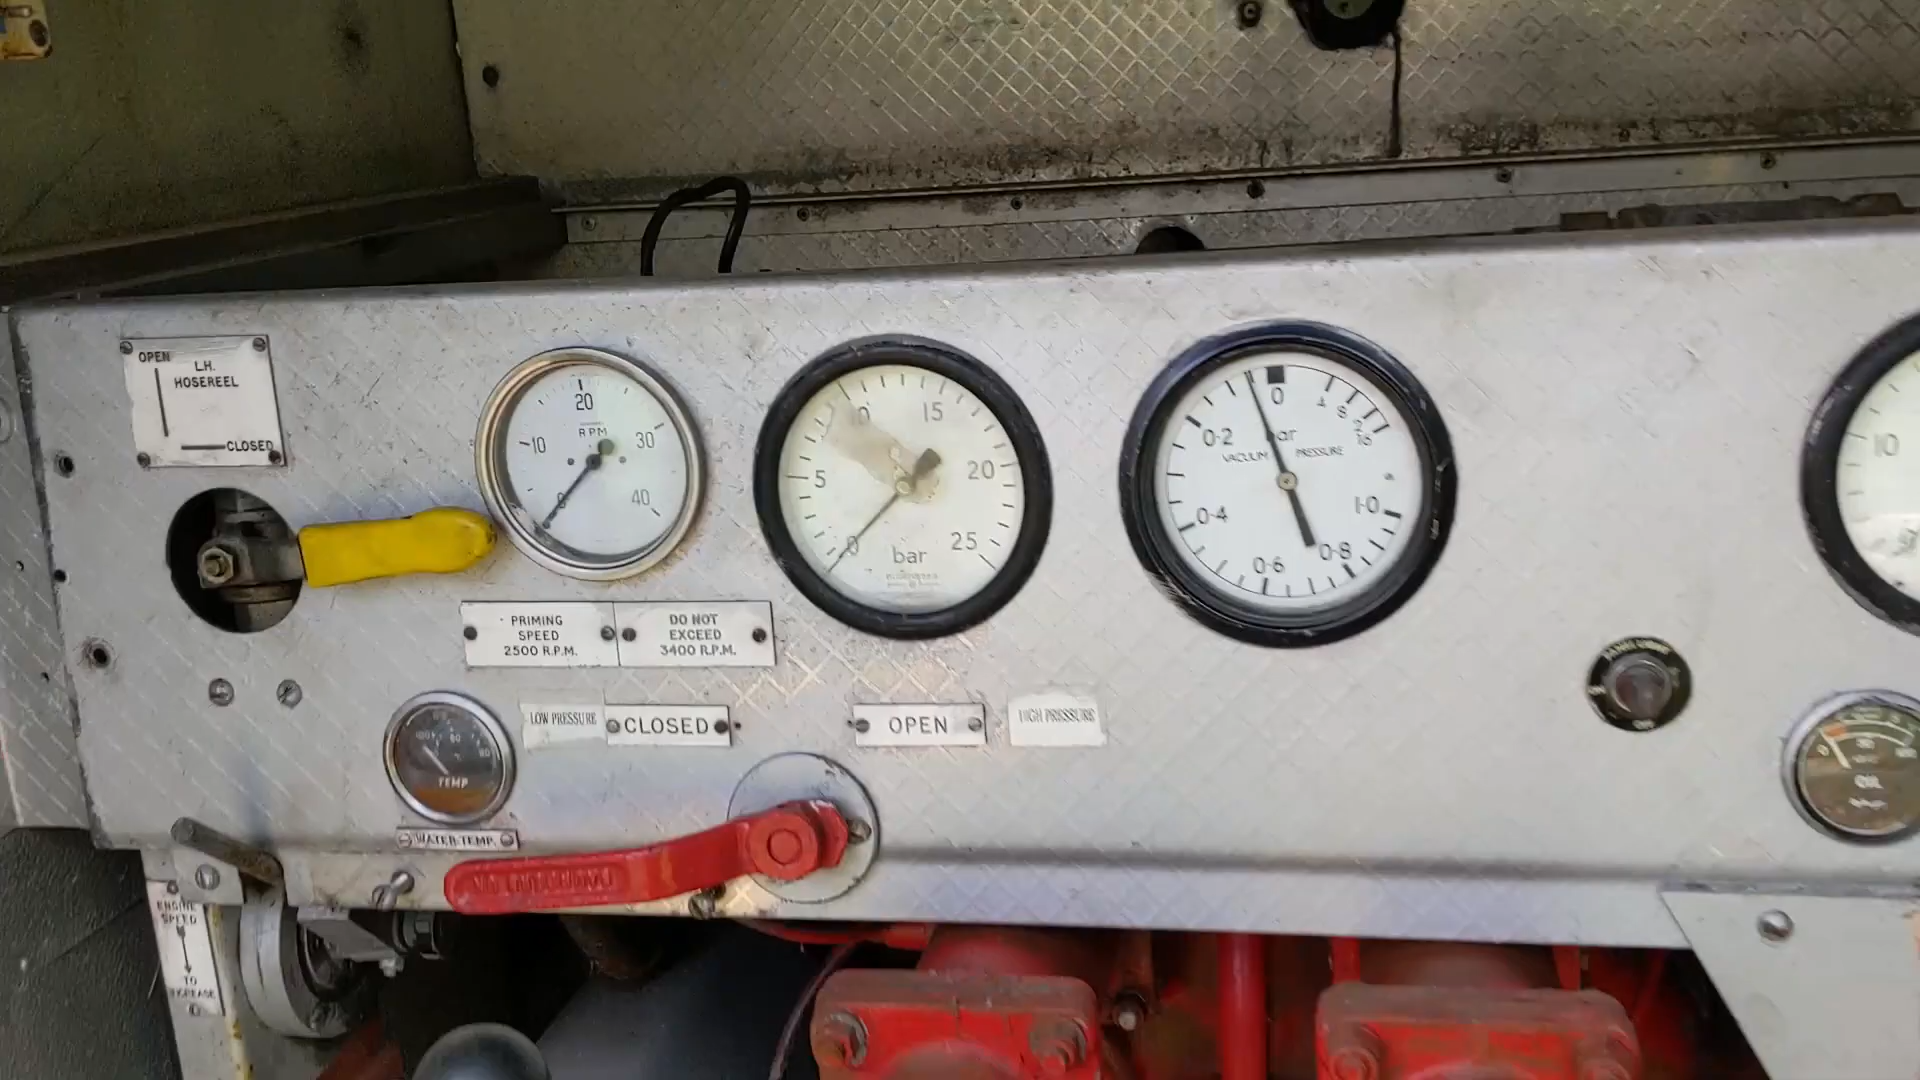 OPEN
L.H.
HOSEREEL
CLOSED
20
RPM
10
30
40
0
15
5
20
0
25
bar
0
0.2
VACUUM
PRESSURE
0.4
1.0
0.6
0.8
10
PRIMING
SPEED
2500 R.P.M.
DO NOT
EXCEED
3400 R.P.M.
LOW PRESSURE
CLOSED
OPEN
HIGH PRESSURE
TEMP
WATER TEMP.
OIL
ENGINE
SPEED
TO
INCREASE